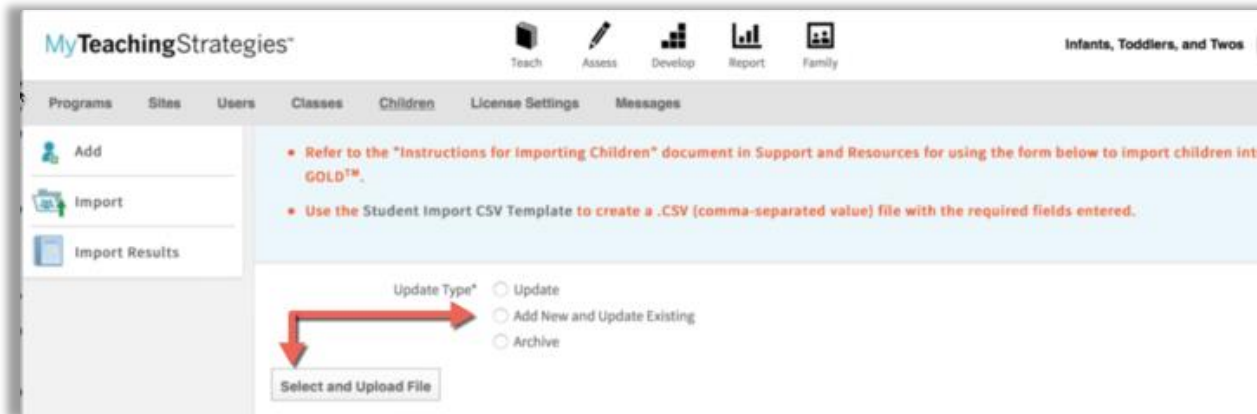 MyTeachingStrategies™
Teach Assess Develop Report Family
Infants, Toddlers, and Twos
Programs Sites Users Classes Children License Settings Messages
Add
Import
Import Results
• Refer to the "Instructions for Importing Children" document in Support and Resources for using the form below to import children int
GOLD™.
• Use the Student Import CSV Template to create a .CSV (comma-separated value) file with the required fields entered.
Update Type* Update
Add New and Update Existing
Archive
Select and Upload File